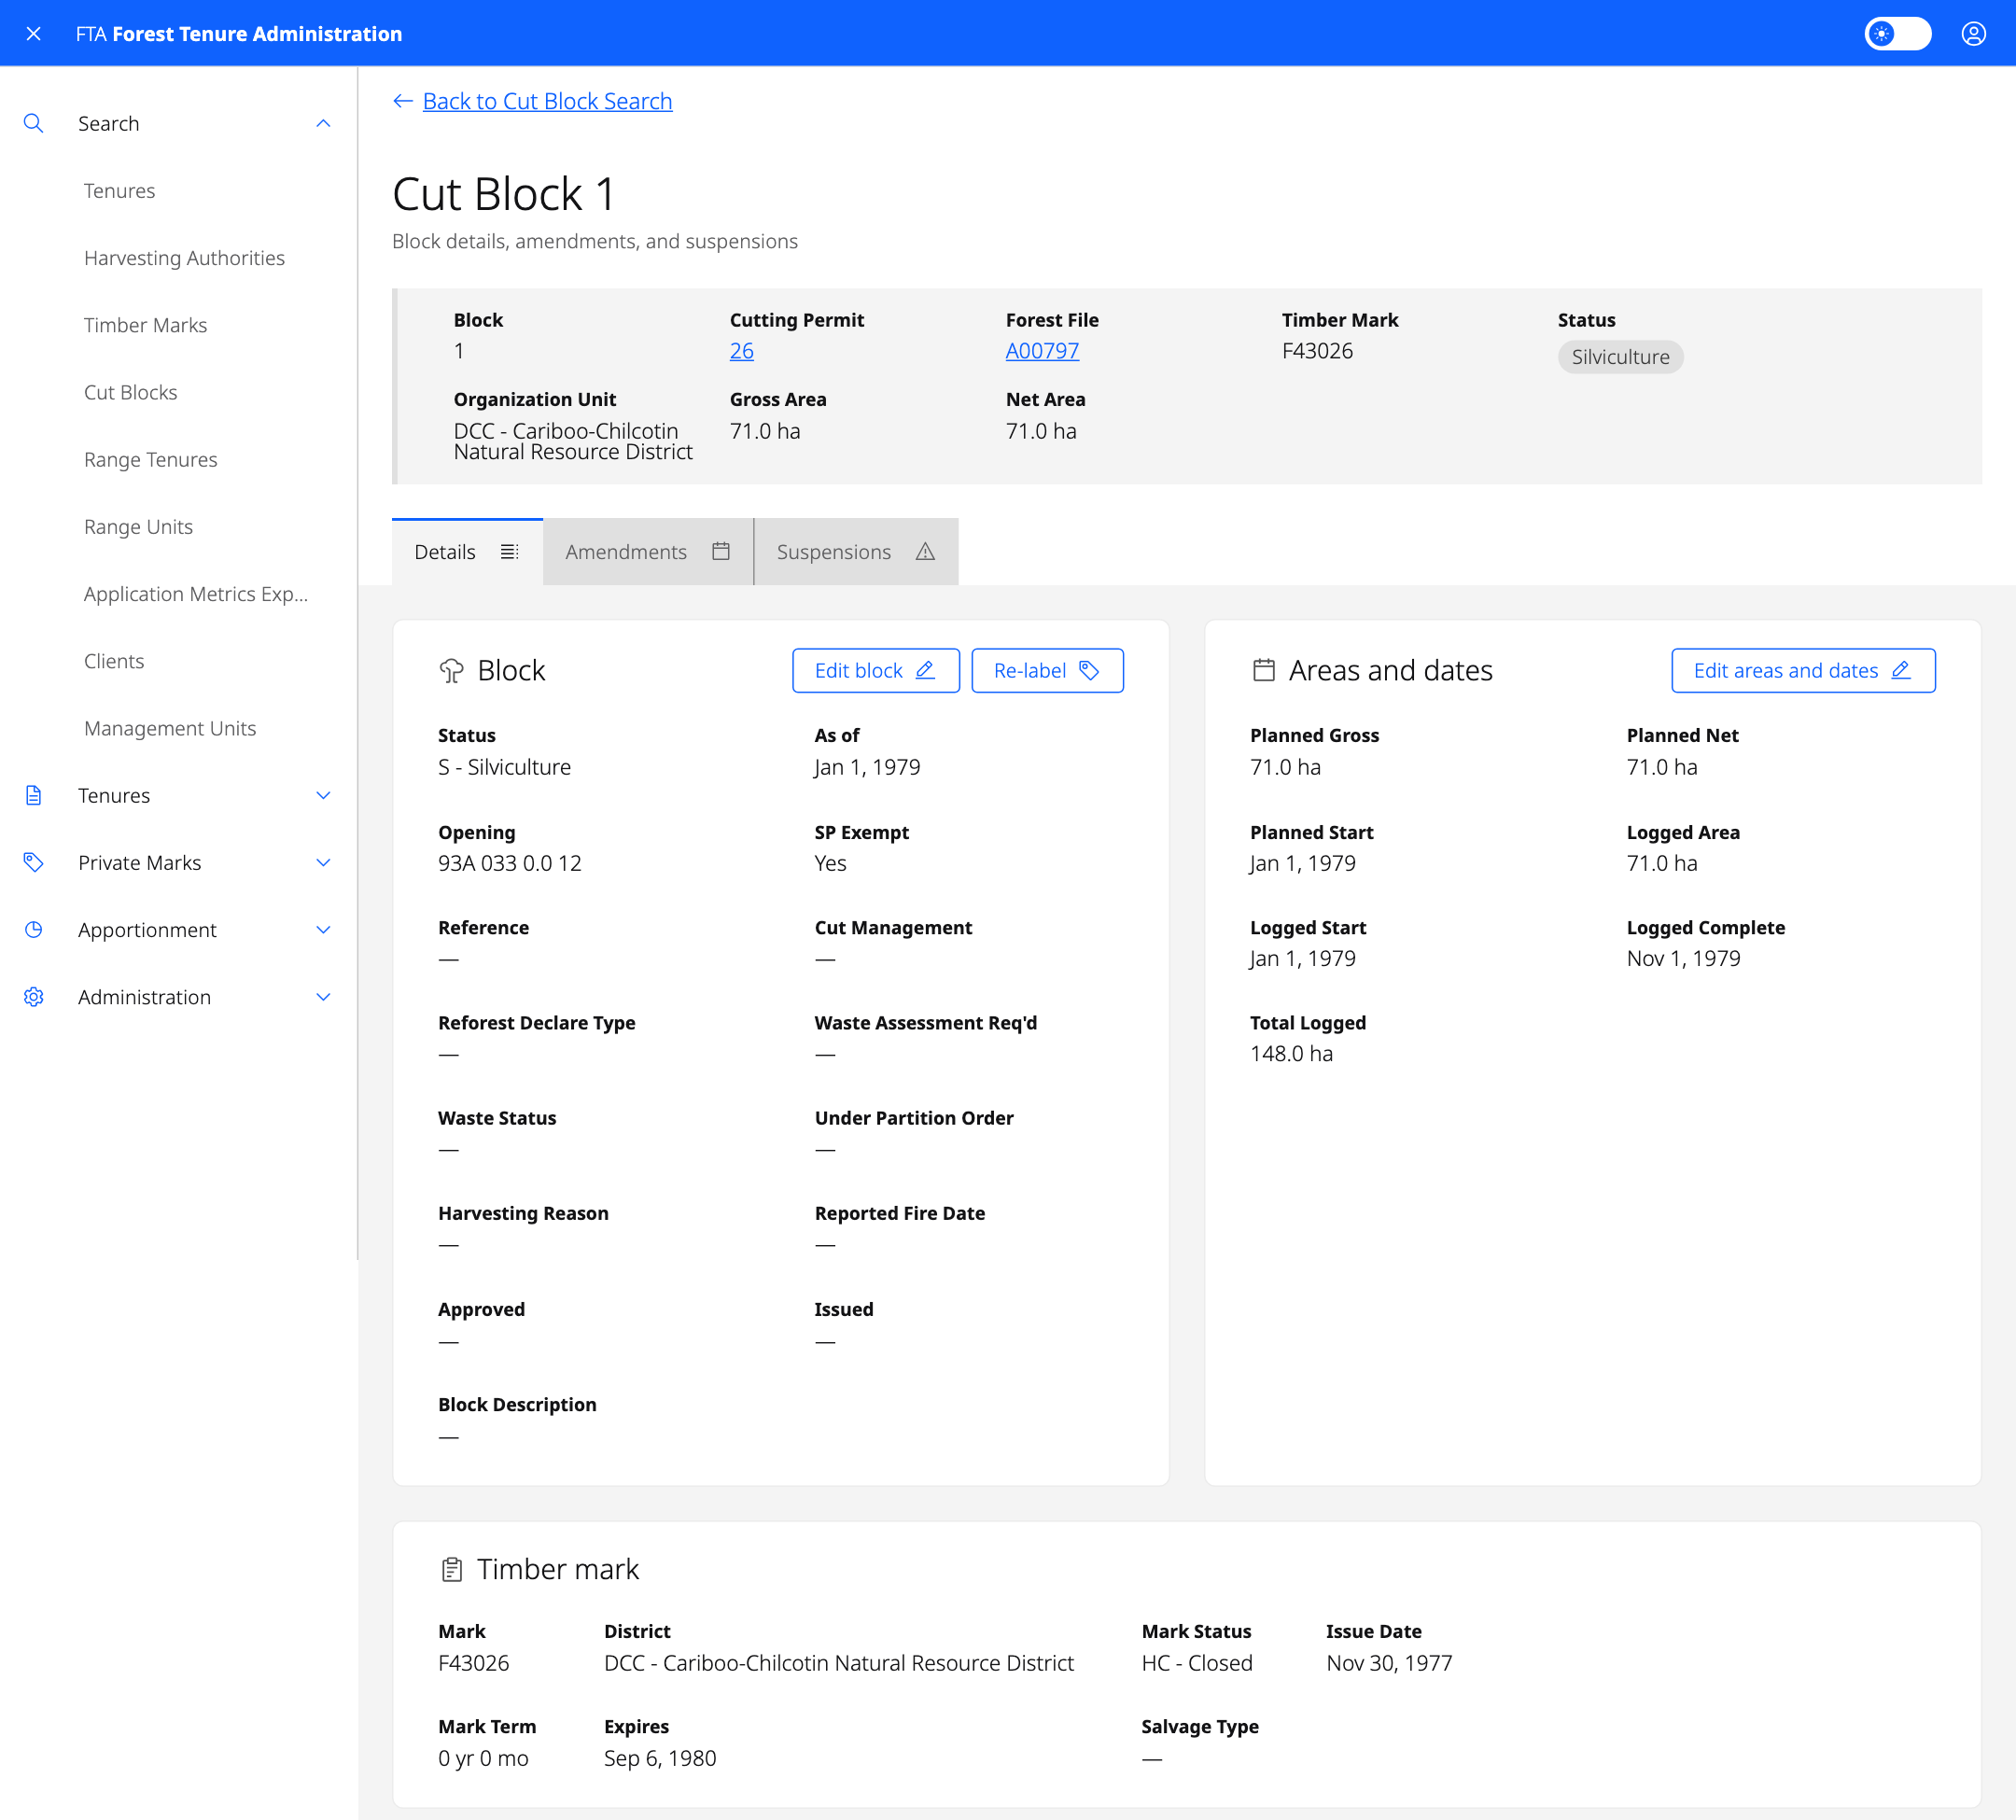 FTA Forest Tenure Administration
Search
Tenures
Harvesting Authorities
Timber Marks
Cut Blocks
Range Tenures
Range Units
Application Metrics Exp...
Clients
Management Units
Tenures
Private Marks
Apportionment
Administration
← Back to Cut Block Search
Cut Block 1
Block details, amendments, and suspensions
Block Cutting Permit Forest File Timber Mark Status
1 26 A00797 F43026 Silviculture
Organization Unit Gross Area Net Area
DCC - Cariboo-Chilcotin 71.0 ha 71.0 ha
Natural Resource District
Details Amendments Suspensions
Block Edit block Re-label
Status As of
S - Silviculture Jan 1, 1979
Opening SP Exempt
93A 033 0.0 12 Yes
Reference Cut Management
— —
Reforest Declare Type Waste Assessment Req'd
— —
Waste Status Under Partition Order
— —
Harvesting Reason Reported Fire Date
— —
Approved Issued
— —
Block Description
—
Areas and dates Edit areas and dates
Planned Gross Planned Net
71.0 ha 71.0 ha
Planned Start Logged Area
Jan 1, 1979 71.0 ha
Logged Start Logged Complete
Jan 1, 1979 Nov 1, 1979
Total Logged
148.0 ha
Timber mark
Mark District Mark Status Issue Date
F43026 DCC - Cariboo-Chilcotin Natural Resource District HC - Closed Nov 30, 1977
Mark Term Expires Salvage Type
0 yr 0 mo Sep 6, 1980 —